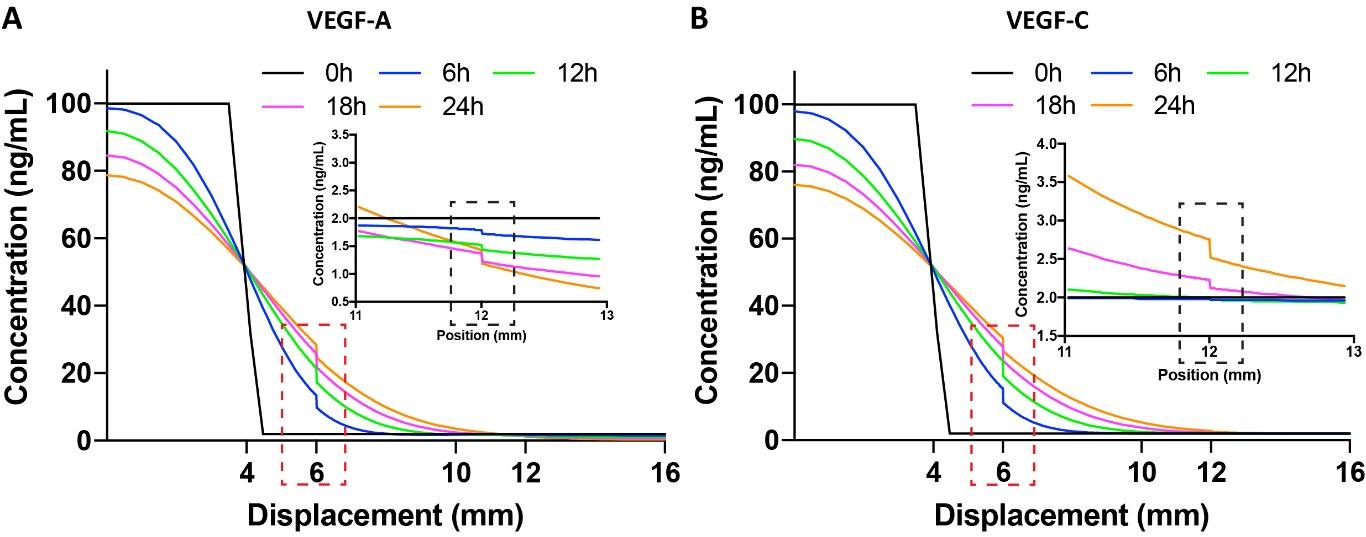 A
VEGF-A
0h 6h 12h
18h 24h
Concentration (ng/mL)
100
80
60
40
20
0
4 6 10 12 16
Displacement (mm)
Concentration (ng/mL)
3.5
3.0
2.5
2.0
1.5
1.0
0.5
11 12 13
Position (mm)
B
VEGF-C
0h 6h 12h
18h 24h
Concentration (ng/mL)
100
80
60
40
20
0
4 6 10 12 16
Displacement (mm)
Concentration (ng/mL)
4.0
3.5
3.0
2.5
2.0
1.5
11 12 13
Position (mm)